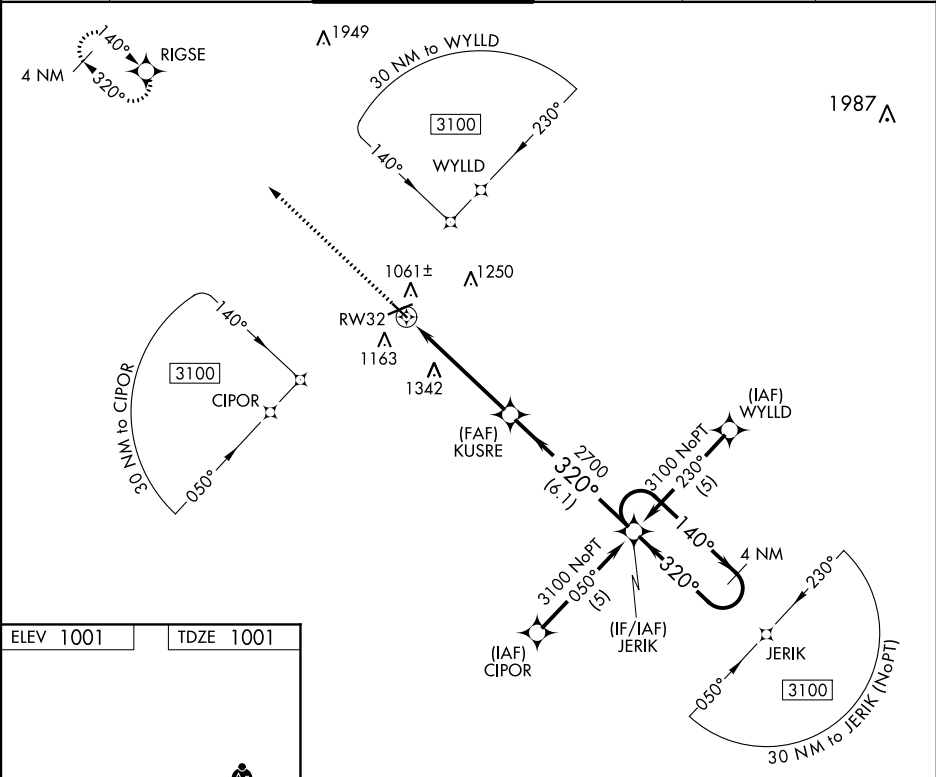 140°
RIGSE
4 NM
320°
1949
30 NM to WYLLD
3100
230°
140°
WYLLD
1987
1061±
1250
RW32
1163
1342
140°
3100
CIPOR
30 NM to CIPOR
050°
(FAF)
KUSRE
(IAF)
WYLLD
2700
320°
(6.1)
3100 NoPT
230°
(5)
140°
4 NM
320°
3100 NoPT
050°
(5)
(IF/IAF)
JERIK
(IAF)
CIPOR
230°
JERIK
050°
3100
30 NM to JERIK (NoPT)
ELEV 1001
TDZE 1001